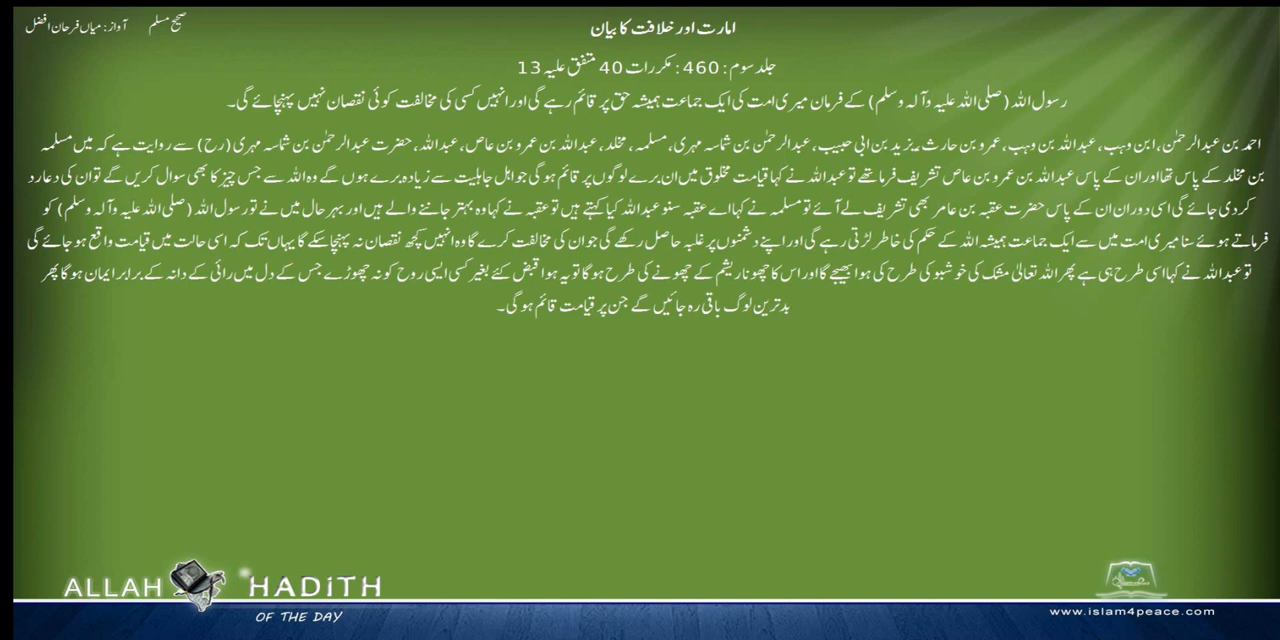 امارت اور خلافت کا بیان
صحیح مسلم آواز: میاں فرحان افضل
جلد سوم : 460 : مکررات 40 متفق علیہ 13
رسول اللہ (صلی اللہ علیہ وآلہ وسلم) کے فرمان میری امت کی ایک جماعت ہمیشہ حق پر قائم رہے گی اور انہیں کسی کی مخالفت کوئی نقصان نہیں پہنچائے گی۔
احمد بن عبدالرحمٰن، ابن وہب، عبداللہ بن وہب، عمرو بن حارث، یزید بن ابی حبیب، عبدالرحمٰن بن شماسہ مہری، مسلمہ، مخلد، عبداللہ بن عمرو بن عاص، عبداللہ، حضرت عبدالرحمٰن بن شماسہ مہری (رح) سے روایت ہے کہ میں مسلمہ
بن مخلد کے پاس تھا اور ان کے پاس عبداللہ بن عمرو بن عاص تشریف فرما تھے تو عبداللہ نے کہا قیامت مخلوق میں ان برے لوگوں پر قائم ہوگی جو اہل جاہلیت سے زیادہ برے ہوں گے وہ اللہ سے جس چیز کا بھی سوال کریں گے تو ان کی دعا رد
کر دی جائے گی اسی دوران ان کے پاس حضرت عقبہ بن عامر بھی تشریف لے آئے تو مسلمہ نے کہا اے عقبہ سنو عبداللہ کیا کہتے ہیں تو عقبہ نے کہا وہ بہتر جاننے والے ہیں اور بہر حال میں نے تو رسول اللہ (صلی اللہ علیہ وآلہ وسلم) کو
فرماتے ہوئے سنا میری امت میں سے ایک جماعت ہمیشہ اللہ کے حکم کی خاطر لڑتی رہے گی اور اپنے دشمنوں پر غلبہ حاصل رکھے گی جو ان کی مخالفت کرے گا وہ انہیں کچھ نقصان نہ پہنچا سکے گا یہاں تک کہ اسی حالت میں قیامت واقع ہو جائے گی
تو عبداللہ نے کہا اسی طرح ہی ہے پھر اللہ تعالیٰ مشک کی خوشبو کی طرح کی ہوا بھیجے گا اور اس کا چھونا ریشم کے چھونے کی طرح ہوگا تو یہ ہوا قبض کئے بغیر کسی ایسی روح کو نہ چھوڑے جس کے دل میں رائی کے دانہ کے برابر ایمان ہوگا پھر
بدترین لوگ باقی رہ جائیں گے جن پر قیامت قائم ہوگی۔
ALLAH HADiTH
OF THE DAY
www.islam4peace.com